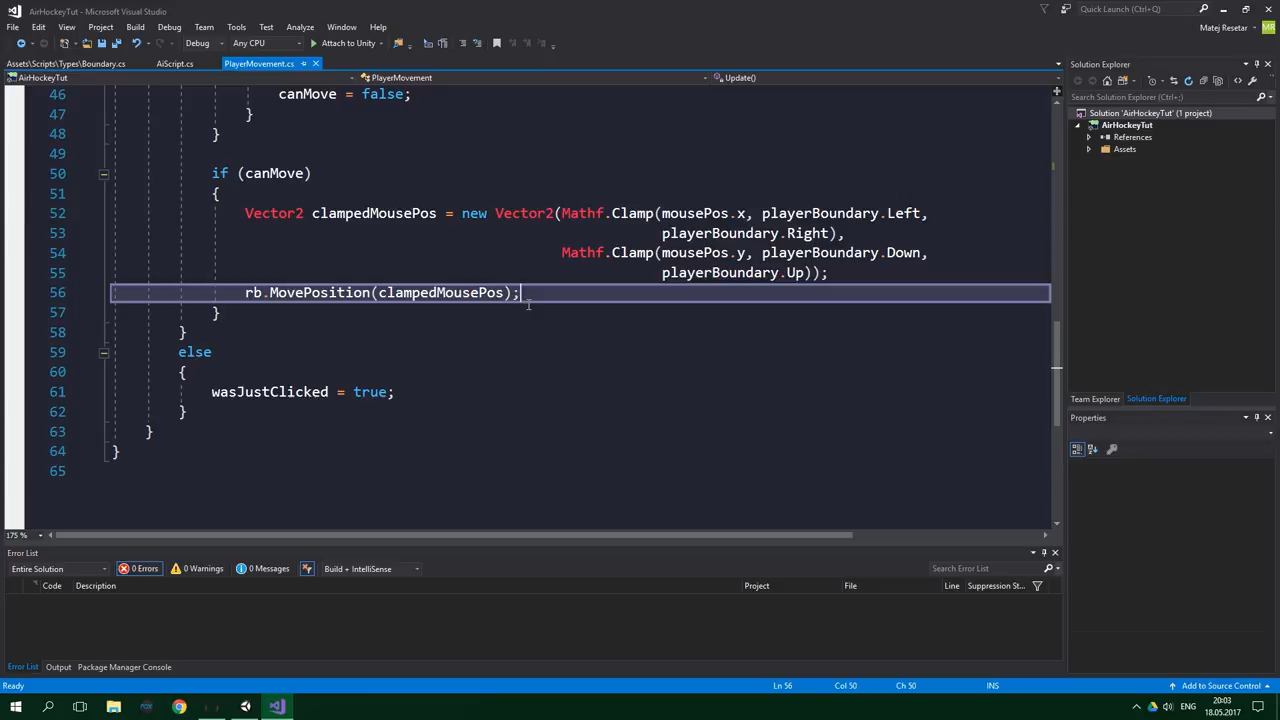 AirHockeyTut - Microsoft Visual Studio
Quick Launch (Ctrl+Q)
File Edit View Project Build Debug Team Tools Test Analyze Window Help
Matej Resetar
MR
Debug Any CPU Attach to Unity
Assets\Scripts\Types\Boundary.cs AiScript.cs PlayerMovement.cs
AirHockeyTut PlayerMovement Update()
46 canMove = false;
47 }
48 }
49
50 if (canMove)
51 {
52 Vector2 clampedMousePos = new Vector2(Mathf.Clamp(mousePos.x, playerBoundary.Left,
53 playerBoundary.Right),
54 Mathf.Clamp(mousePos.y, playerBoundary.Down,
55 playerBoundary.Up));
56 rb.MovePosition(clampedMousePos);
57 }
58 }
59 else
60 {
61 wasJustClicked = true;
62 }
63 }
64 }
65
175 %
Solution Explorer
Search Solution Explorer (Ctrl+;)
Solution 'AirHockeyTut' (1 project)
AirHockeyTut
References
Assets
Team Explorer Solution Explorer
Properties
Error List
Entire Solution 0 Errors 0 Warnings 0 Messages Build + IntelliSense Search Error List
Code Description Project File Line Suppression St...
Error List Output Package Manager Console
Ln 56 Col 50 Ch 50 INS Add to Source Control
ENG 20:03
18.05.2017